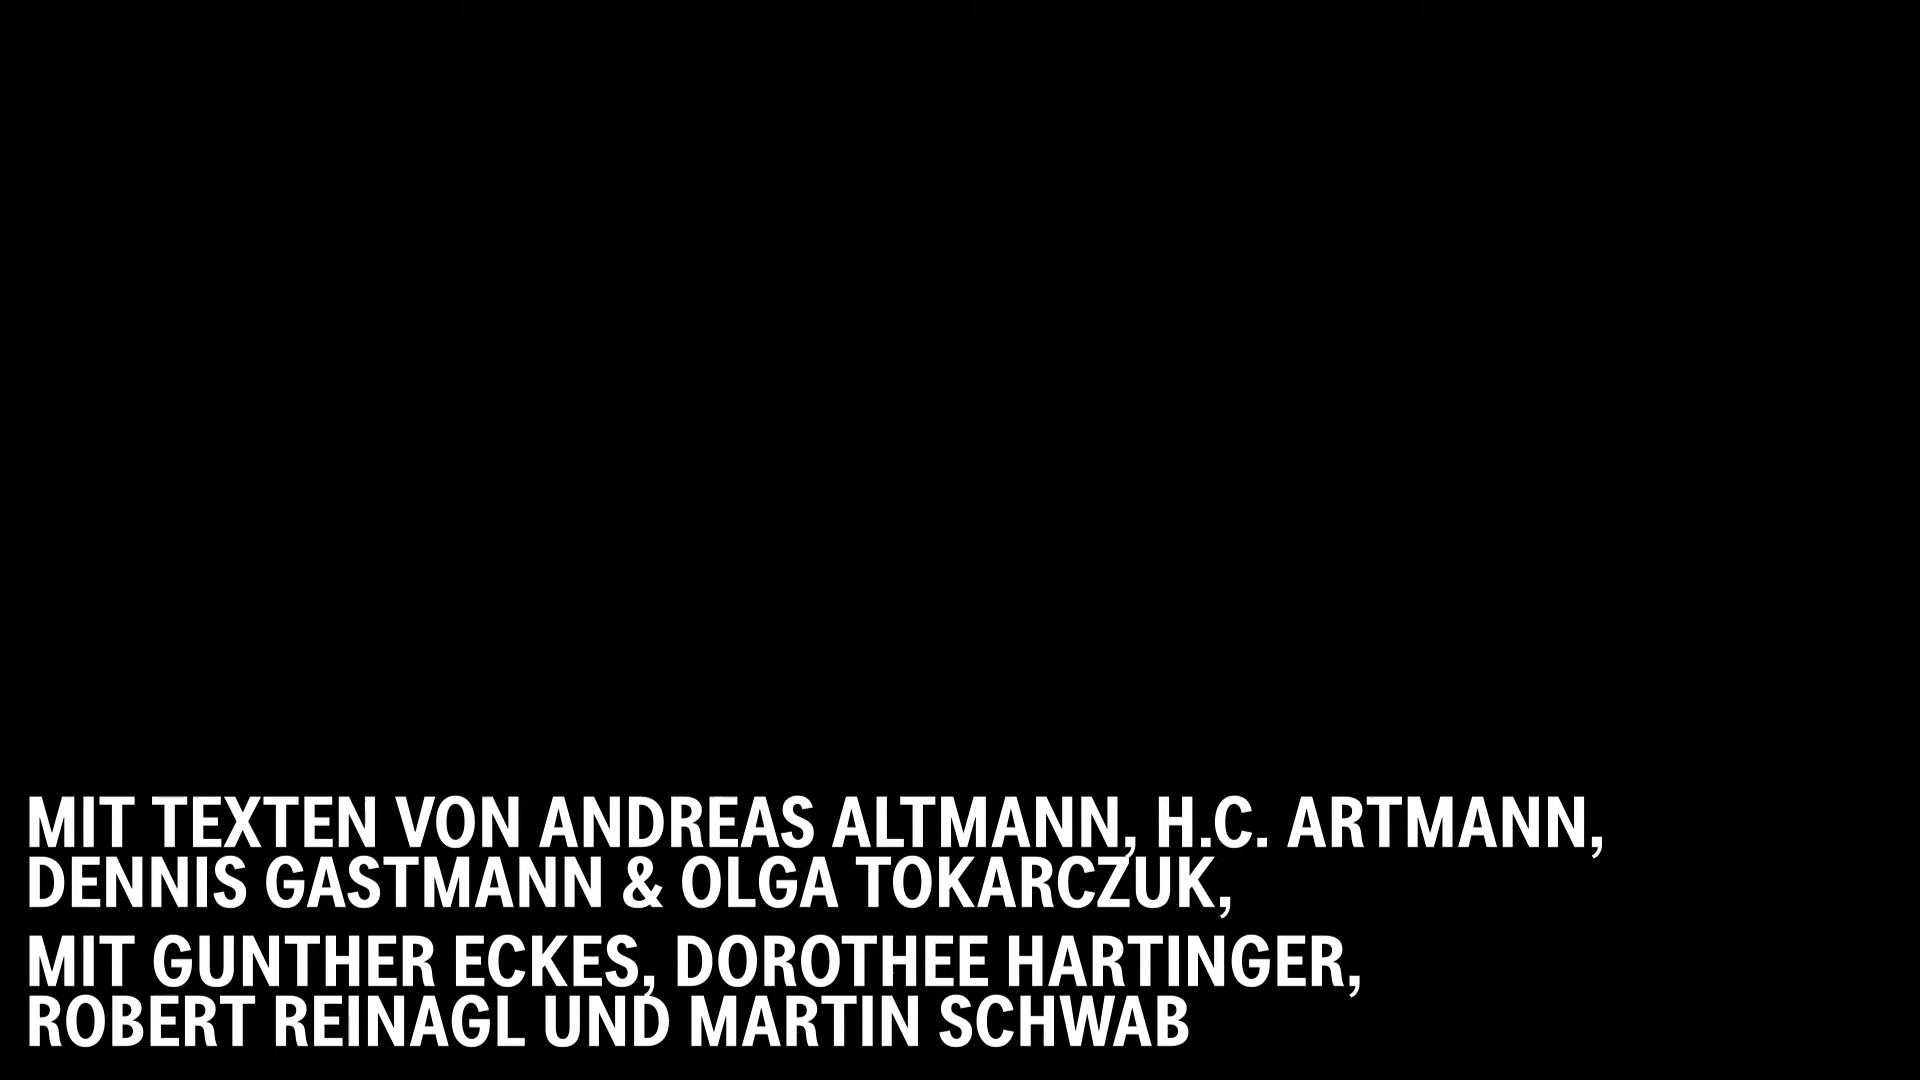 MIT TEXTEN VON ANDREAS ALTMANN, H.C. ARTMANN,
DENNIS GASTMANN & OLGA TOKARCZUK,
MIT GUNTHER ECKES, DOROTHEE HARTINGER,
ROBERT REINAGL UND MARTIN SCHWAB